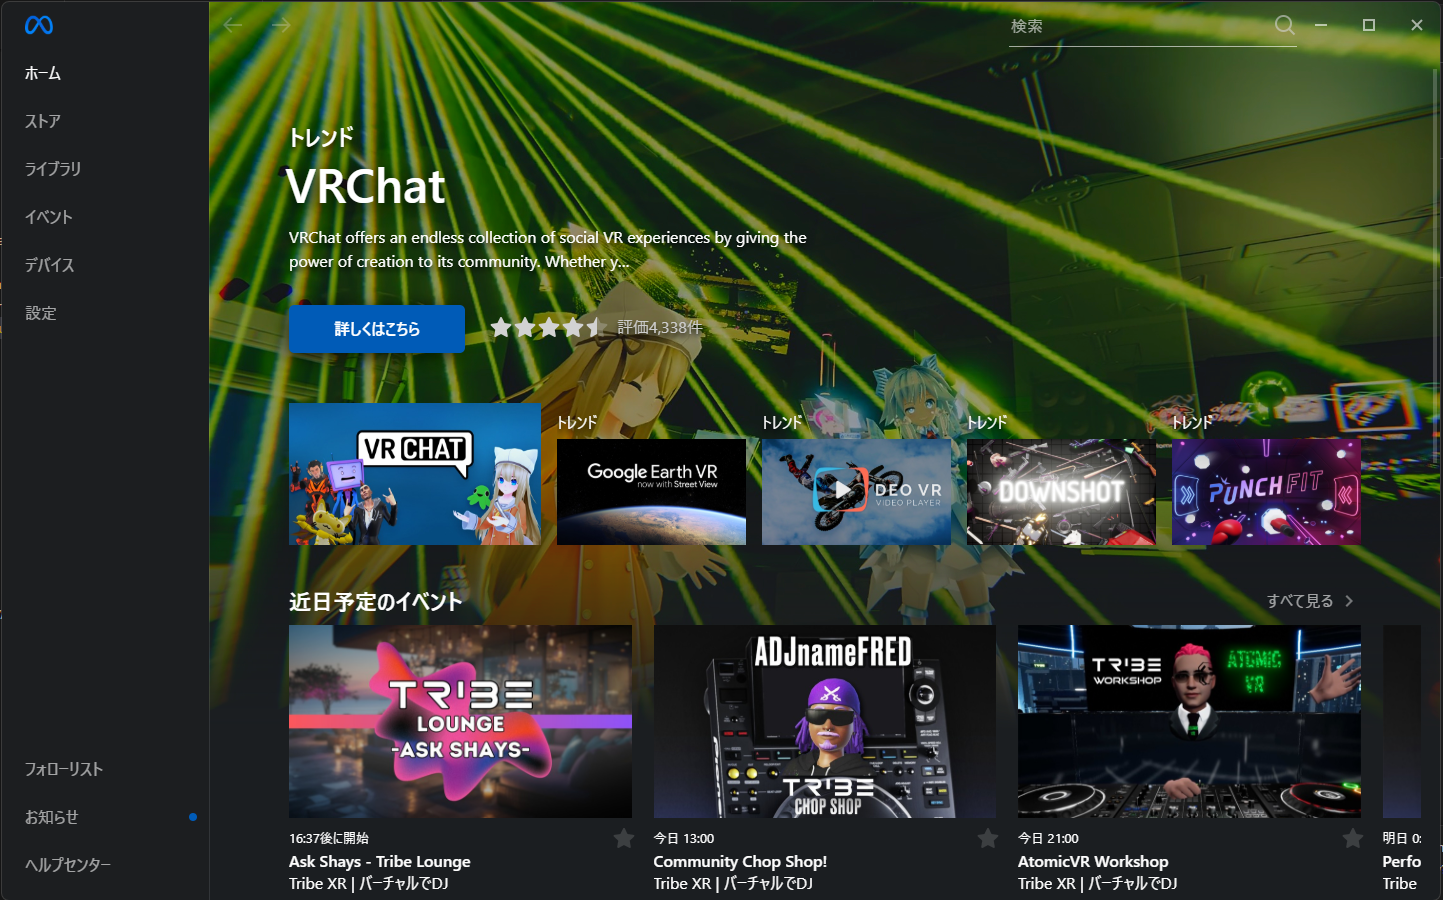 検索
ホーム
ストア
ライブラリ
イベント
デバイス
設定
フォローリスト
お知らせ
ヘルプセンター
トレンド
VRChat
VRChat offers an endless collection of social VR experiences by giving the
power of creation to its community. Whether y...
詳しくはこちら
評価4,338件
VR CHAT
トレンド
Google Earth VR
now with Street View
トレンド
DEO VR
VIDEO PLAYER
トレンド
DOWNSHOT
トレンド
PUNCH FIT
近日予定のイベント
すべて見る
TRIBE
LOUNGE
-ASK SHAYS-
16:37後に開始
Ask Shays - Tribe Lounge
Tribe XR | バーチャルでDJ
ADJnameFRED
TRIBE
CHOP SHOP
今日 13:00
Community Chop Shop!
Tribe XR | バーチャルでDJ
TRIBE
WORKSHOP
ATOMIC
VR
今日 21:00
AtomicVR Workshop
Tribe XR | バーチャルでDJ
明日 0:
Perfo
Tribe